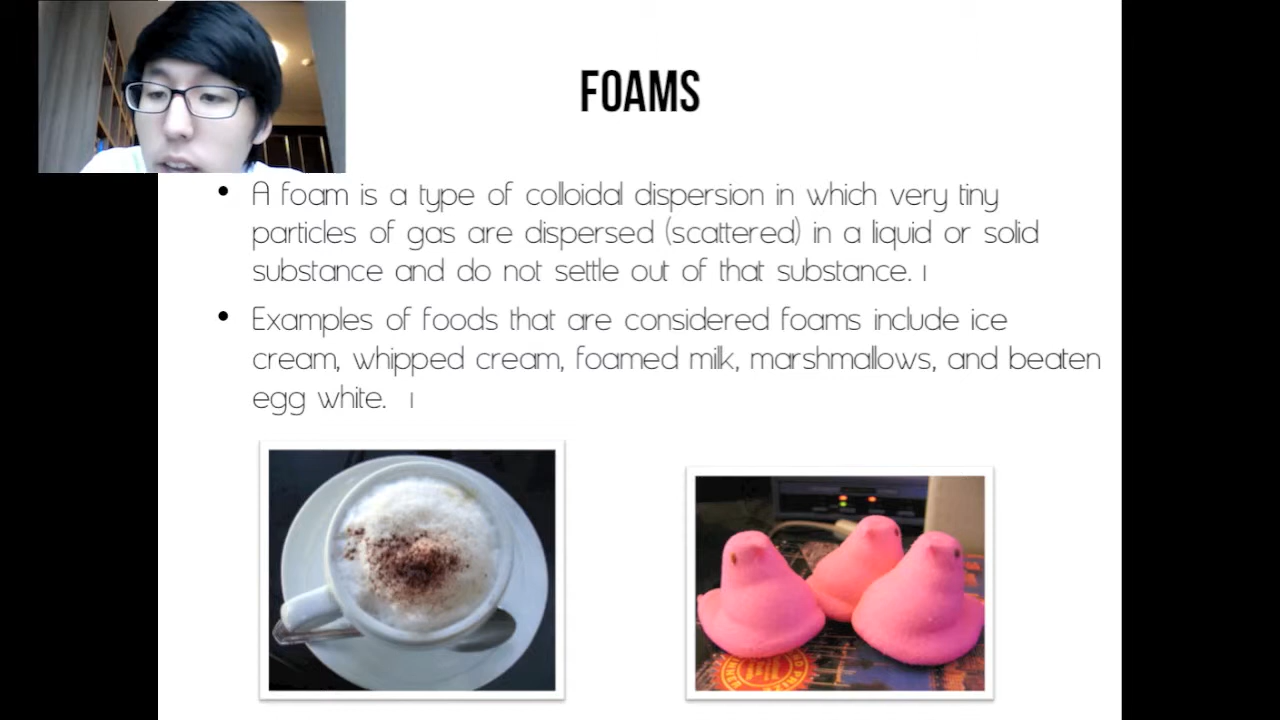 FOAMS
• A foam is a type of colloidal dispersion in which very tiny
particles of gas are dispersed (scattered) in a liquid or solid
substance and do not settle out of that substance. 1
• Examples of foods that are considered foams include ice
cream, whipped cream, foamed milk, marshmallows, and beaten
egg white. 1